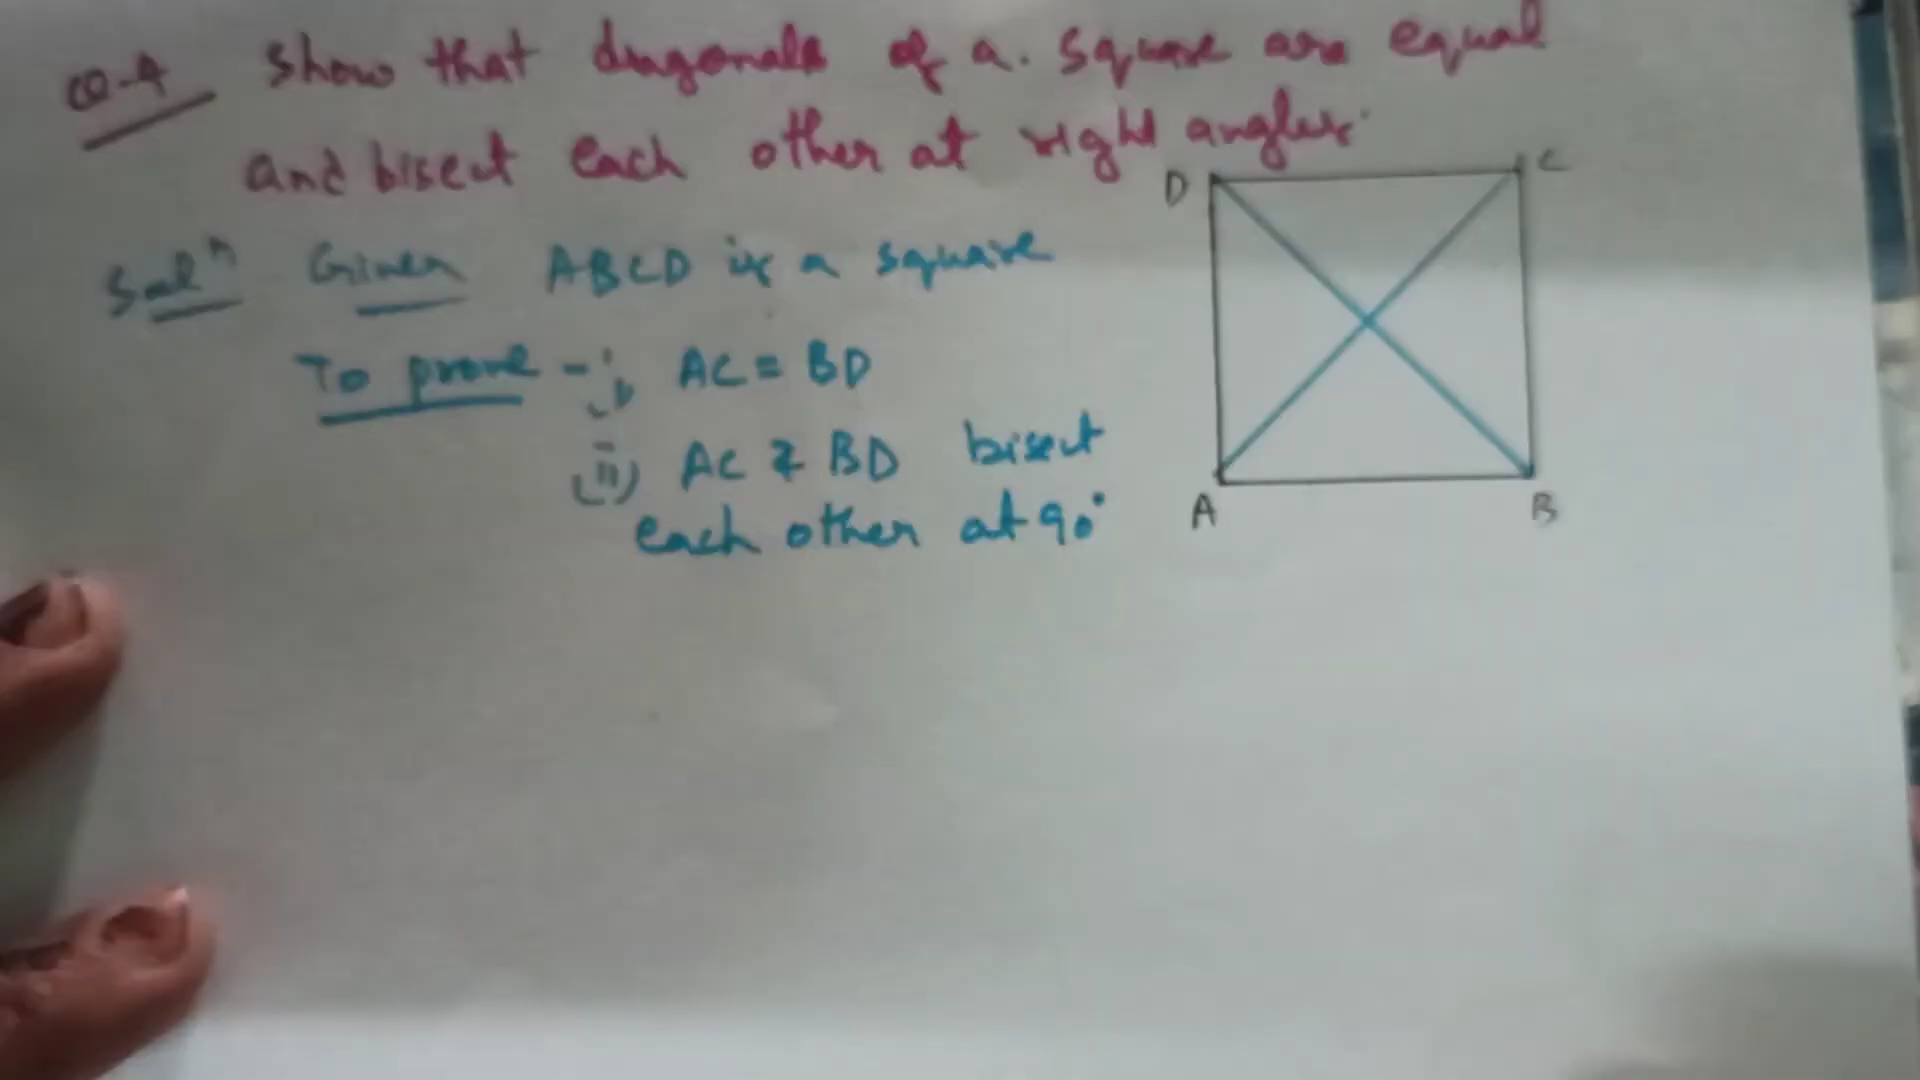 Q-4 Show that diagonals of a. square are equal
and bisect each other at right angles.
D
C
Solⁿ Given ABCD is a square
To prove - (i) AC = BD
(ii) AC & BD bisect
each other at 90°
A
B